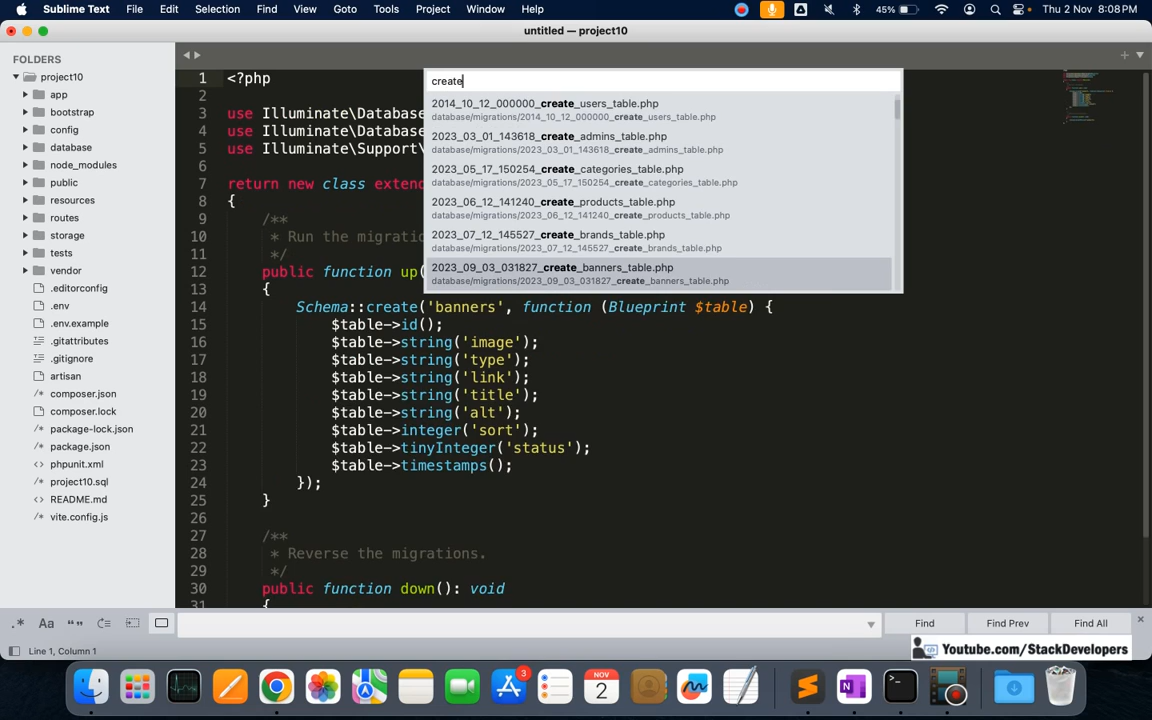 Sublime Text File Edit Selection Find View Goto Tools Project Window Help 45% Thu 2 Nov 8:08 PM
untitled — project10
FOLDERS
project10
app
bootstrap
config
database
node_modules
public
resources
routes
storage
tests
vendor
.editorconfig
.env
.env.example
.gitattributes
.gitignore
artisan
composer.json
composer.lock
package-lock.json
package.json
phpunit.xml
project10.sql
README.md
vite.config.js
create
2014_10_12_000000_create_users_table.php
database/migrations/2014_10_12_000000_create_users_table.php
2023_03_01_143618_create_admins_table.php
database/migrations/2023_03_01_143618_create_admins_table.php
2023_05_17_150254_create_categories_table.php
database/migrations/2023_05_17_150254_create_categories_table.php
2023_06_12_141240_create_products_table.php
database/migrations/2023_06_12_141240_create_products_table.php
2023_07_12_145527_create_brands_table.php
database/migrations/2023_07_12_145527_create_brands_table.php
2023_09_03_031827_create_banners_table.php
database/migrations/2023_09_03_031827_create_banners_table.php
1 <?php
2
3 use Illuminate\Database
4 use Illuminate\Database
5 use Illuminate\Support\
6
7 return new class extend
8 {
9 /**
10 * Run the migratio
11 */
12 public function up(
13 {
14 Schema::create('banners', function (Blueprint $table) {
15 $table->id();
16 $table->string('image');
17 $table->string('type');
18 $table->string('link');
19 $table->string('title');
20 $table->string('alt');
21 $table->integer('sort');
22 $table->tinyInteger('status');
23 $table->timestamps();
24 });
25 }
26
27 /**
28 * Reverse the migrations.
29 */
30 public function down(): void
31 {
.* Aa “” Find Find Prev Find All
Line 1, Column 1
Youtube.com/StackDevelopers
3
NOV
2